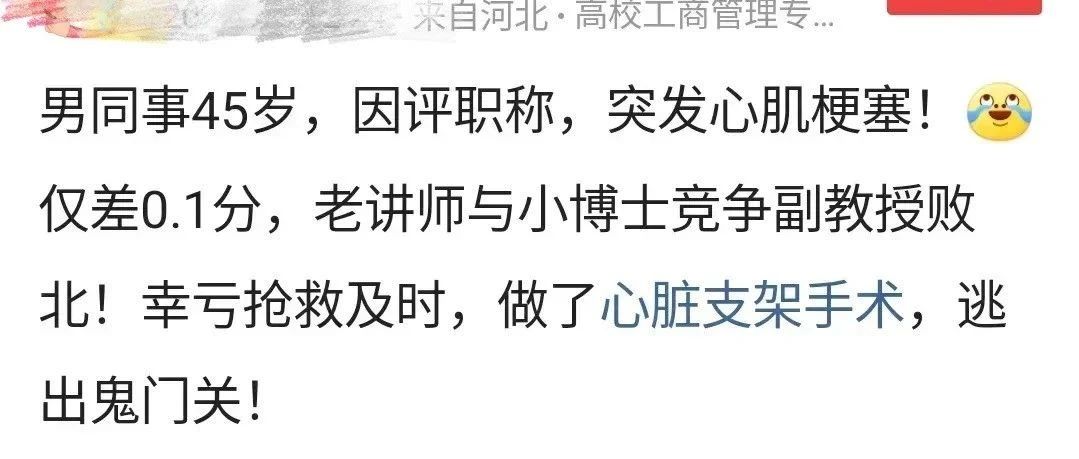 来自河北·高校工商管理专...
男同事45岁，因评职称，突发心肌梗塞！
仅差0.1分，老讲师与小博士竞争副教授败
北！幸亏抢救及时，做了心脏支架手术，逃
出鬼门关！